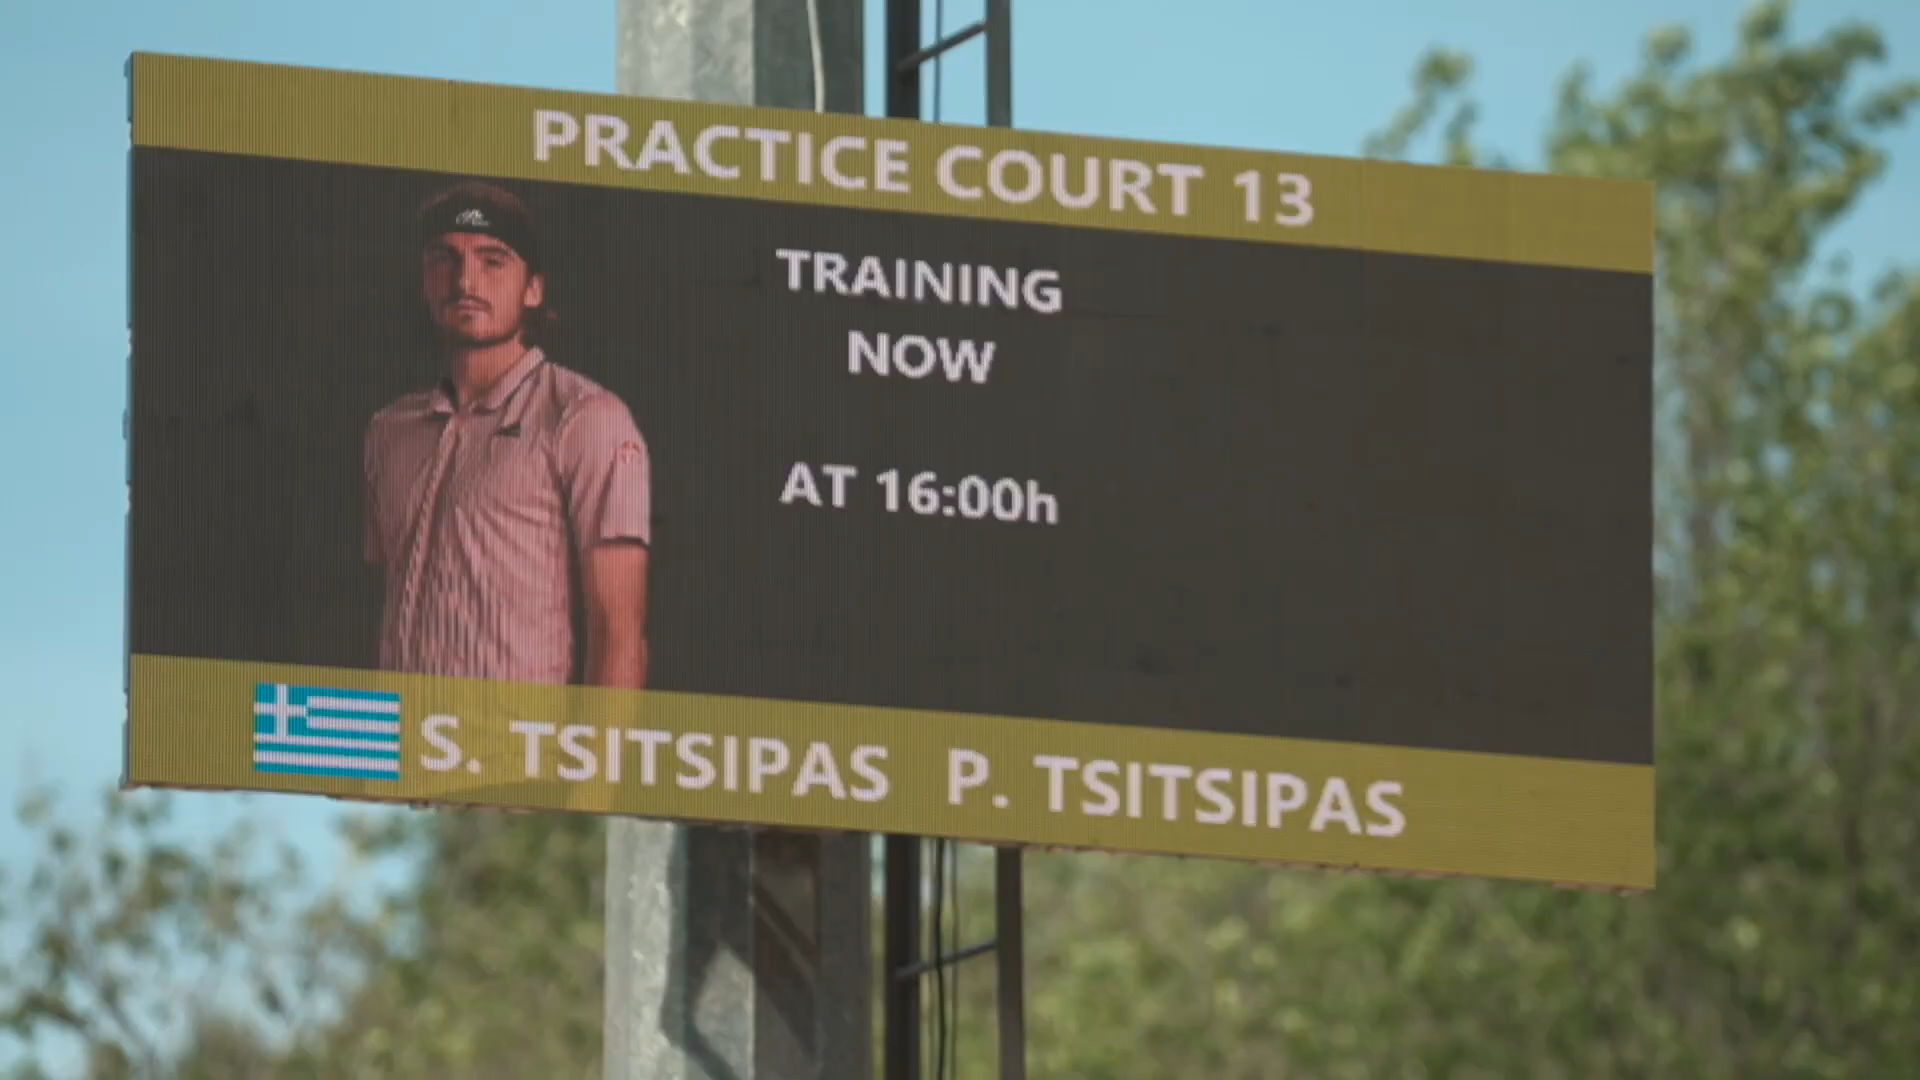 PRACTICE COURT 13
TRAINING
NOW
AT 16:00h
S. TSITSIPAS P. TSITSIPAS